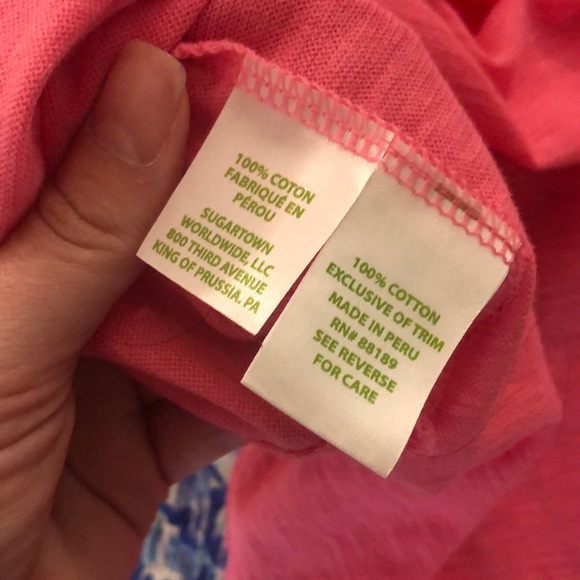 100% COTON
FABRIQUÉ EN
PÉROU
SUGARTOWN
WORLDWIDE, LLC
800 THIRD AVENUE
KING OF PRUSSIA, PA
100% COTTON
EXCLUSIVE OF TRIM
MADE IN PERU
RN# 88189
SEE REVERSE
FOR CARE